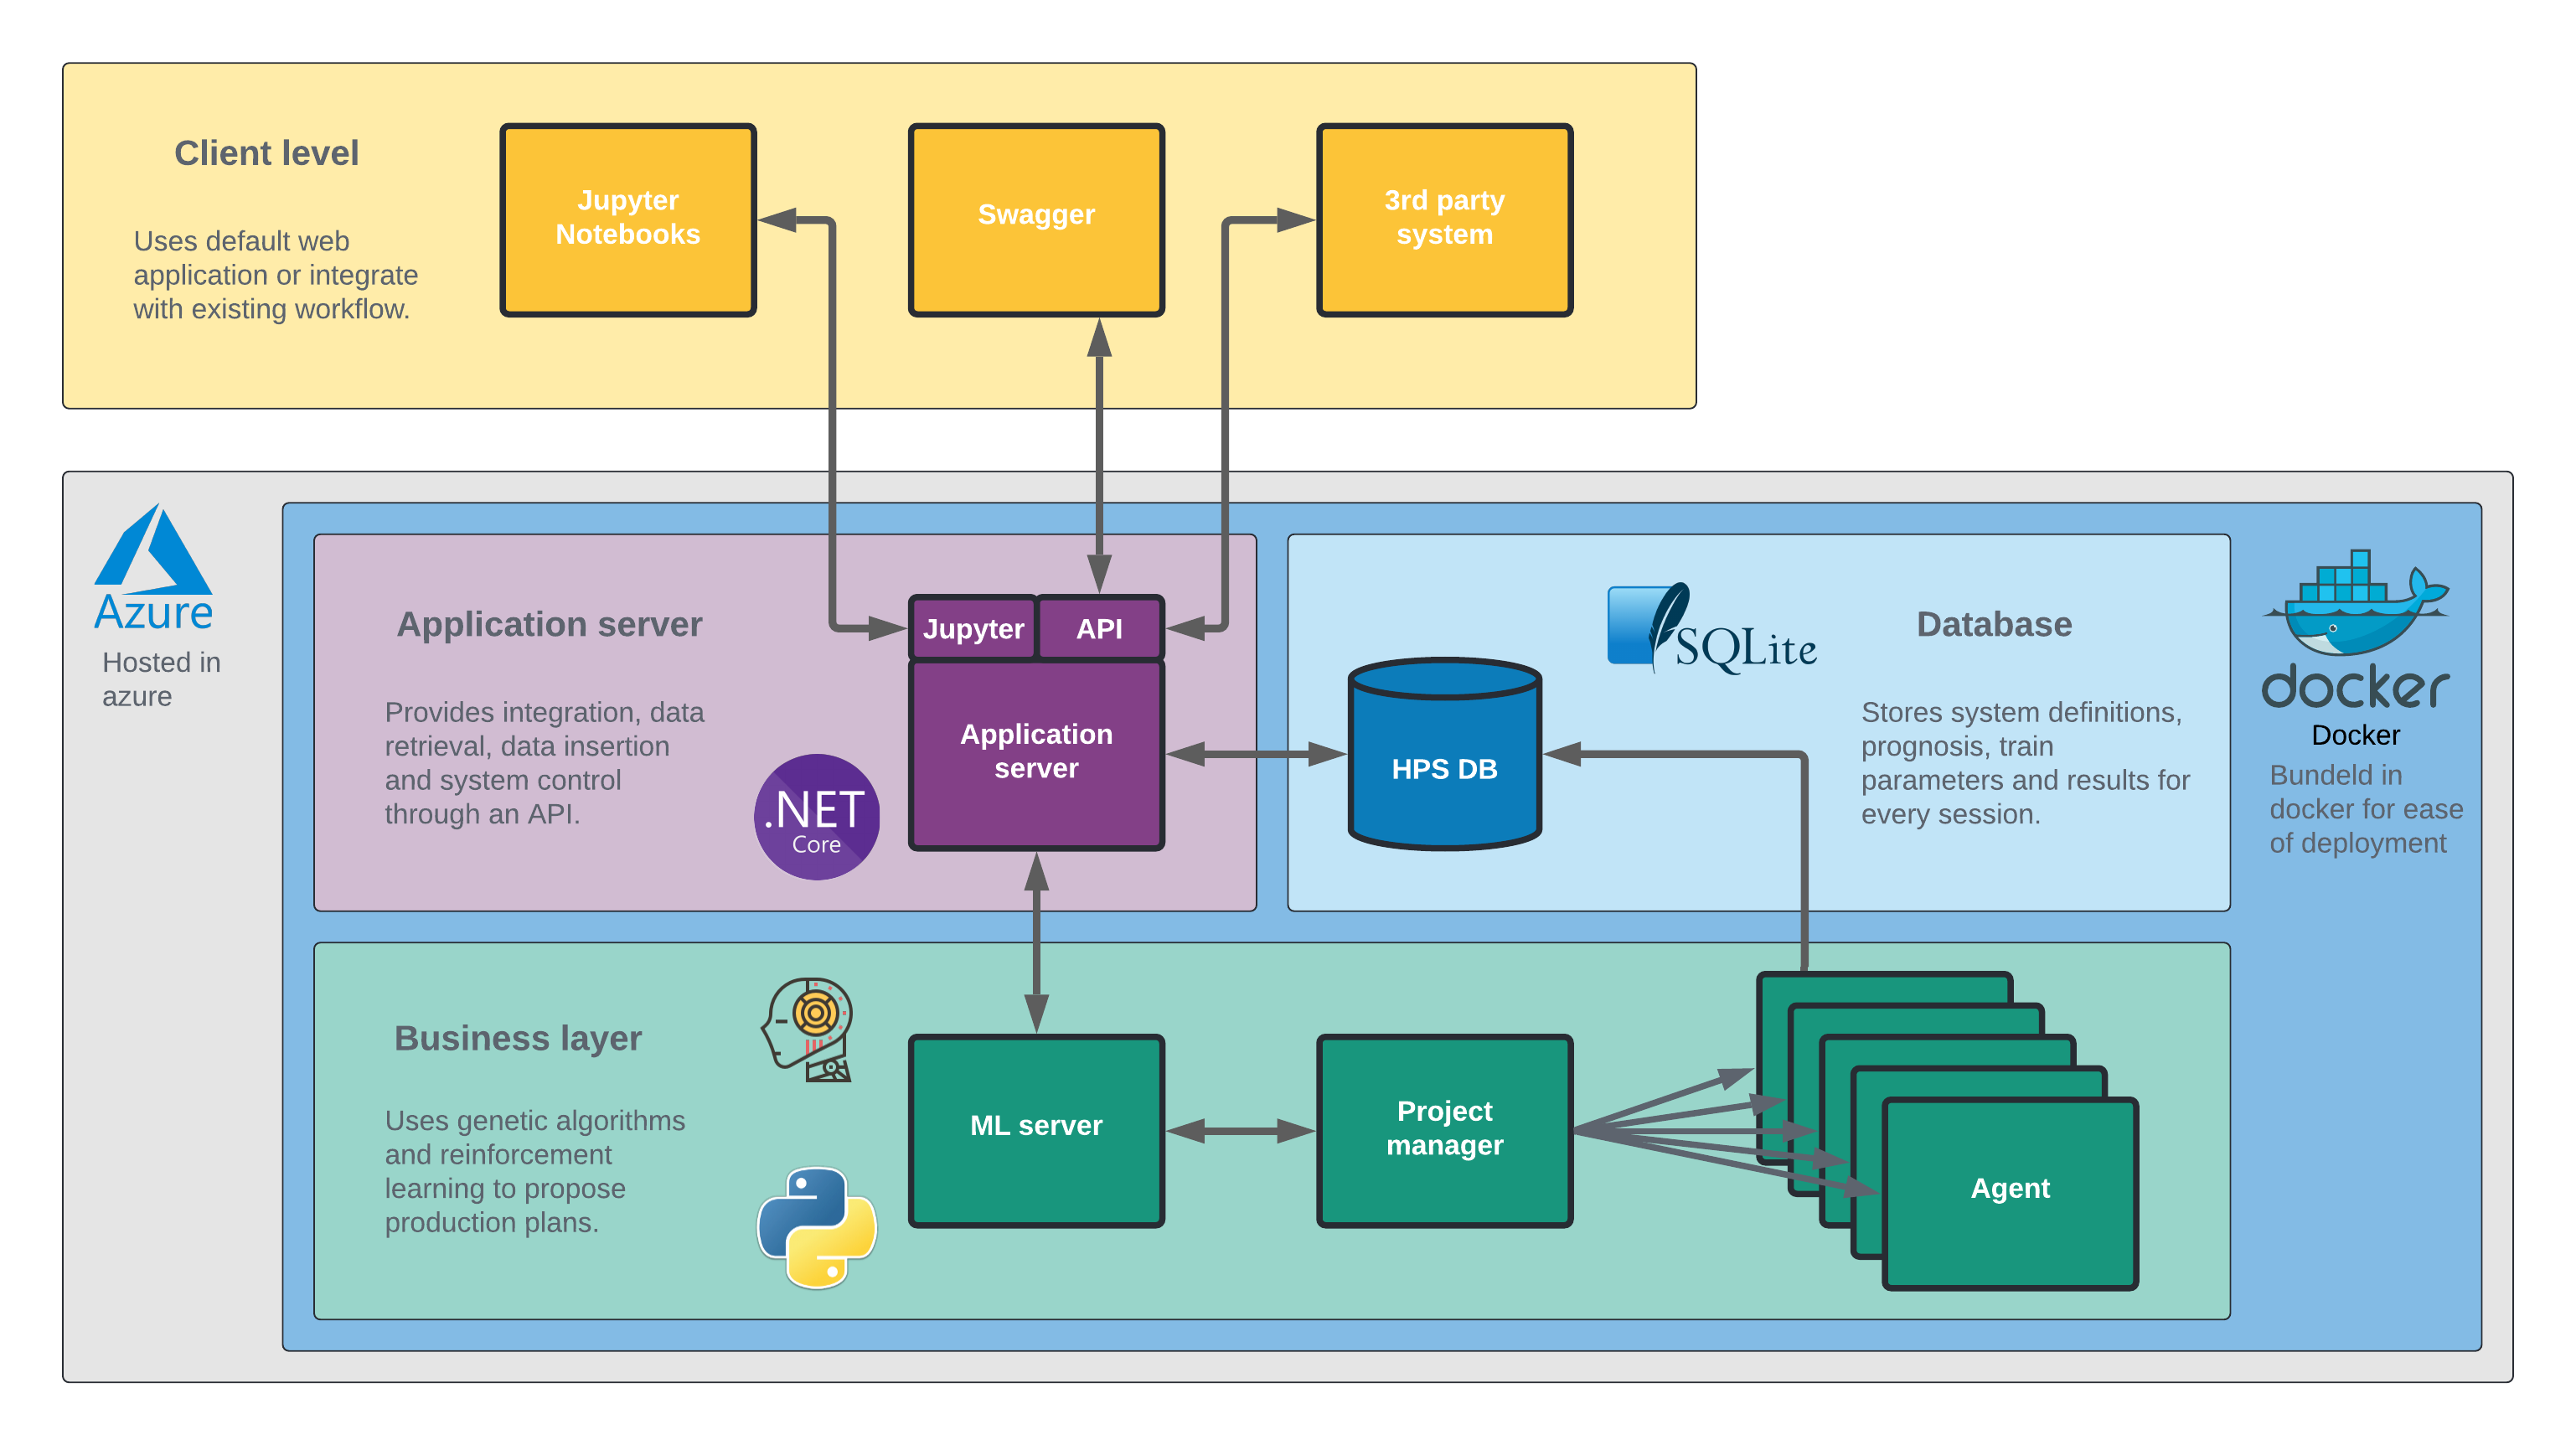 Client level
Uses default web
application or integrate
with existing workflow.
Jupyter
Notebooks
Swagger
3rd party
system
Azure
Hosted in
azure
Application server
Provides integration, data
retrieval, data insertion
and system control
through an API.
.NET
Core
Jupyter
API
Application
server
HPS DB
SQLite
Database
Stores system definitions,
prognosis, train
parameters and results for
every session.
docker
Docker
Bundeld in
docker for ease
of deployment
Business layer
Uses genetic algorithms
and reinforcement
learning to propose
production plans.
ML server
Project
manager
Agent